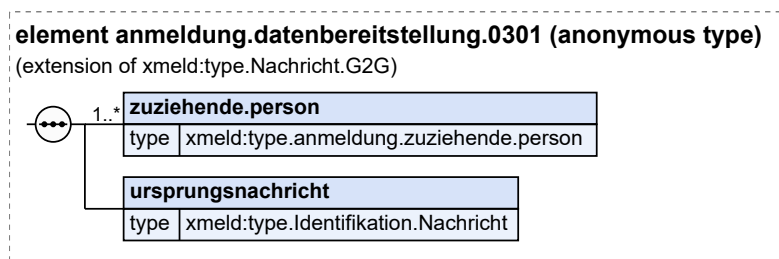 element anmeldung.datenbereitstellung.0301 (anonymous type)
(extension of xmeld:type.Nachricht.G2G)
1..* zuziehende.person
type xmeld:type.anmeldung.zuziehende.person
ursprungsnachricht
type xmeld:type.Identifikation.Nachricht